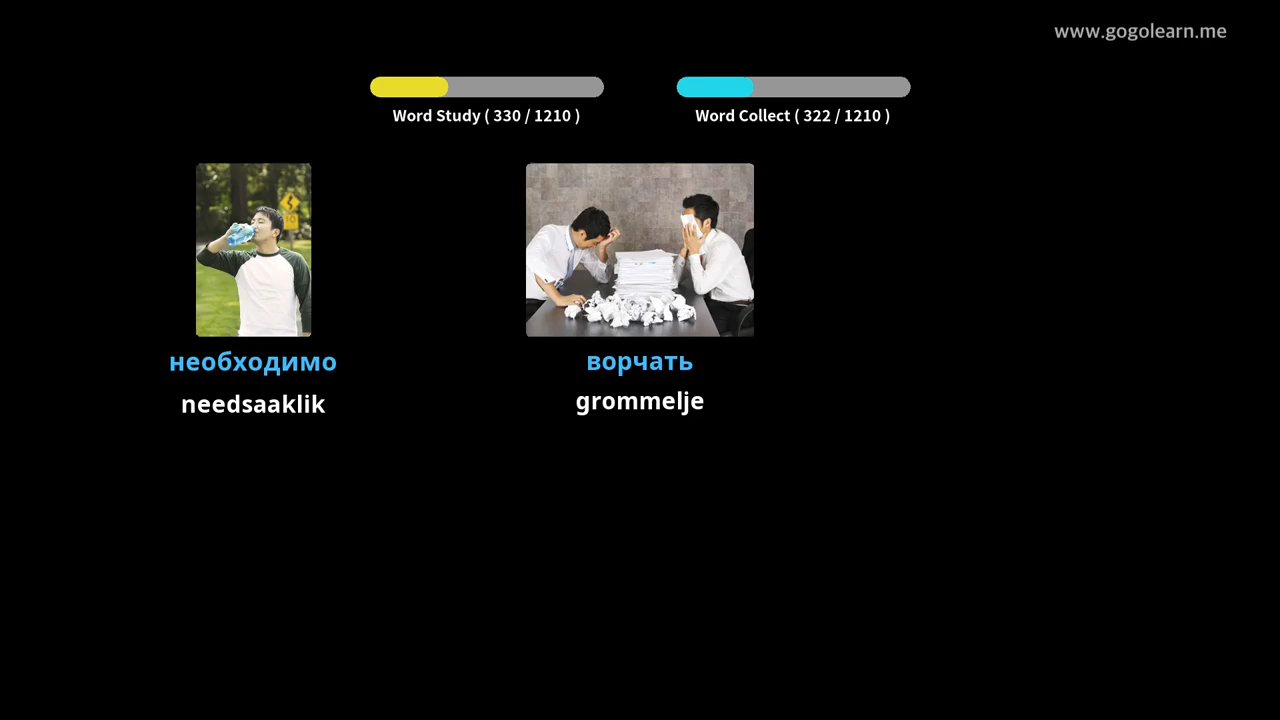 www.gogolearn.me
Word Study ( 330 / 1210 )
Word Collect ( 322 / 1210 )
необходимо
needsaaklik
ворчать
grommelje